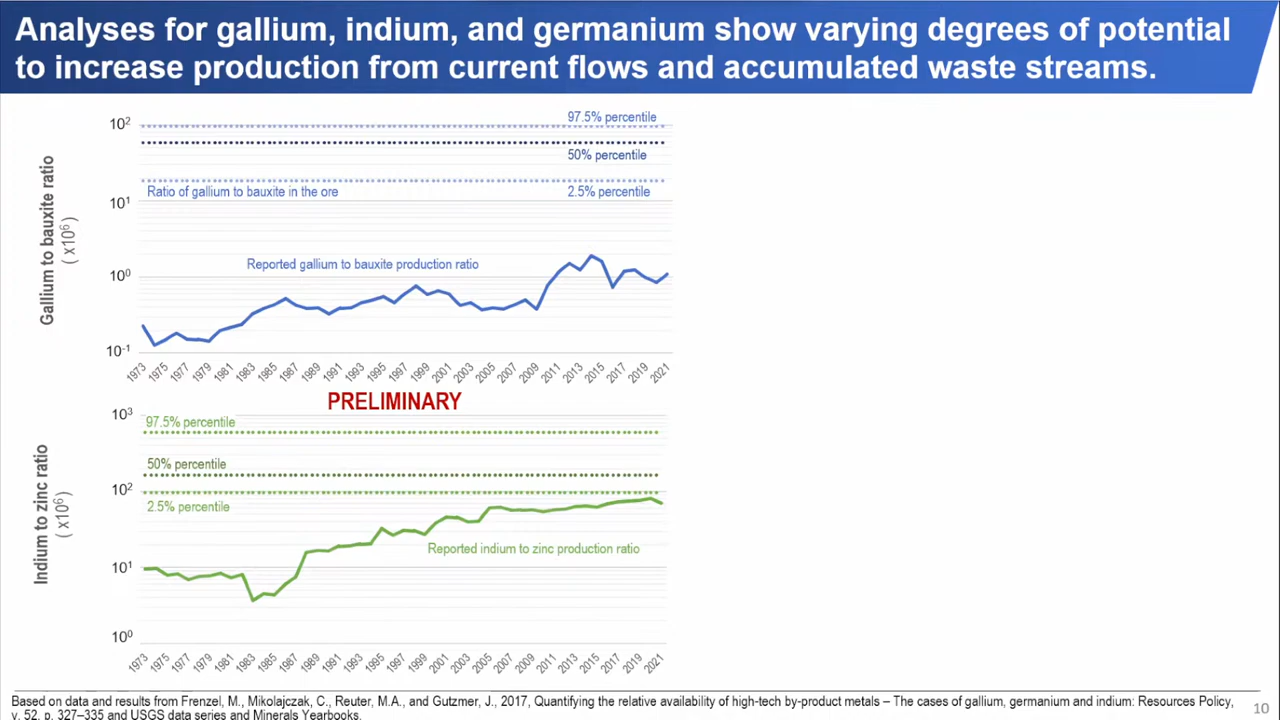 Analyses for gallium, indium, and germanium show varying degrees of potential
to increase production from current flows and accumulated waste streams.
10²
97.5% percentile
50% percentile
Ratio of gallium to bauxite in the ore
2.5% percentile
10¹
Gallium to bauxite ratio
( x10⁶)
Reported gallium to bauxite production ratio
10⁰
10⁻¹
1973 1975 1977 1979 1981 1983 1985 1987 1989 1991 1993 1995 1997 1999 2001 2003 2005 2007 2009 2011 2013 2015 2017 2019 2021
PRELIMINARY
10³
97.5% percentile
50% percentile
10²
2.5% percentile
Indium to zinc ratio
( x10⁶)
Reported indium to zinc production ratio
10¹
10⁰
1973 1975 1977 1979 1981 1983 1985 1987 1989 1991 1993 1995 1997 1999 2001 2003 2005 2007 2009 2011 2013 2015 2017 2019 2021
Based on data and results from Frenzel, M., Mikolajczak, C., Reuter, M.A., and Gutzmer, J., 2017, Quantifying the relative availability of high-tech by-product metals – The cases of gallium, germanium and indium: Resources Policy,
v. 52, p. 327–335 and USGS data series and Minerals Yearbooks.
10